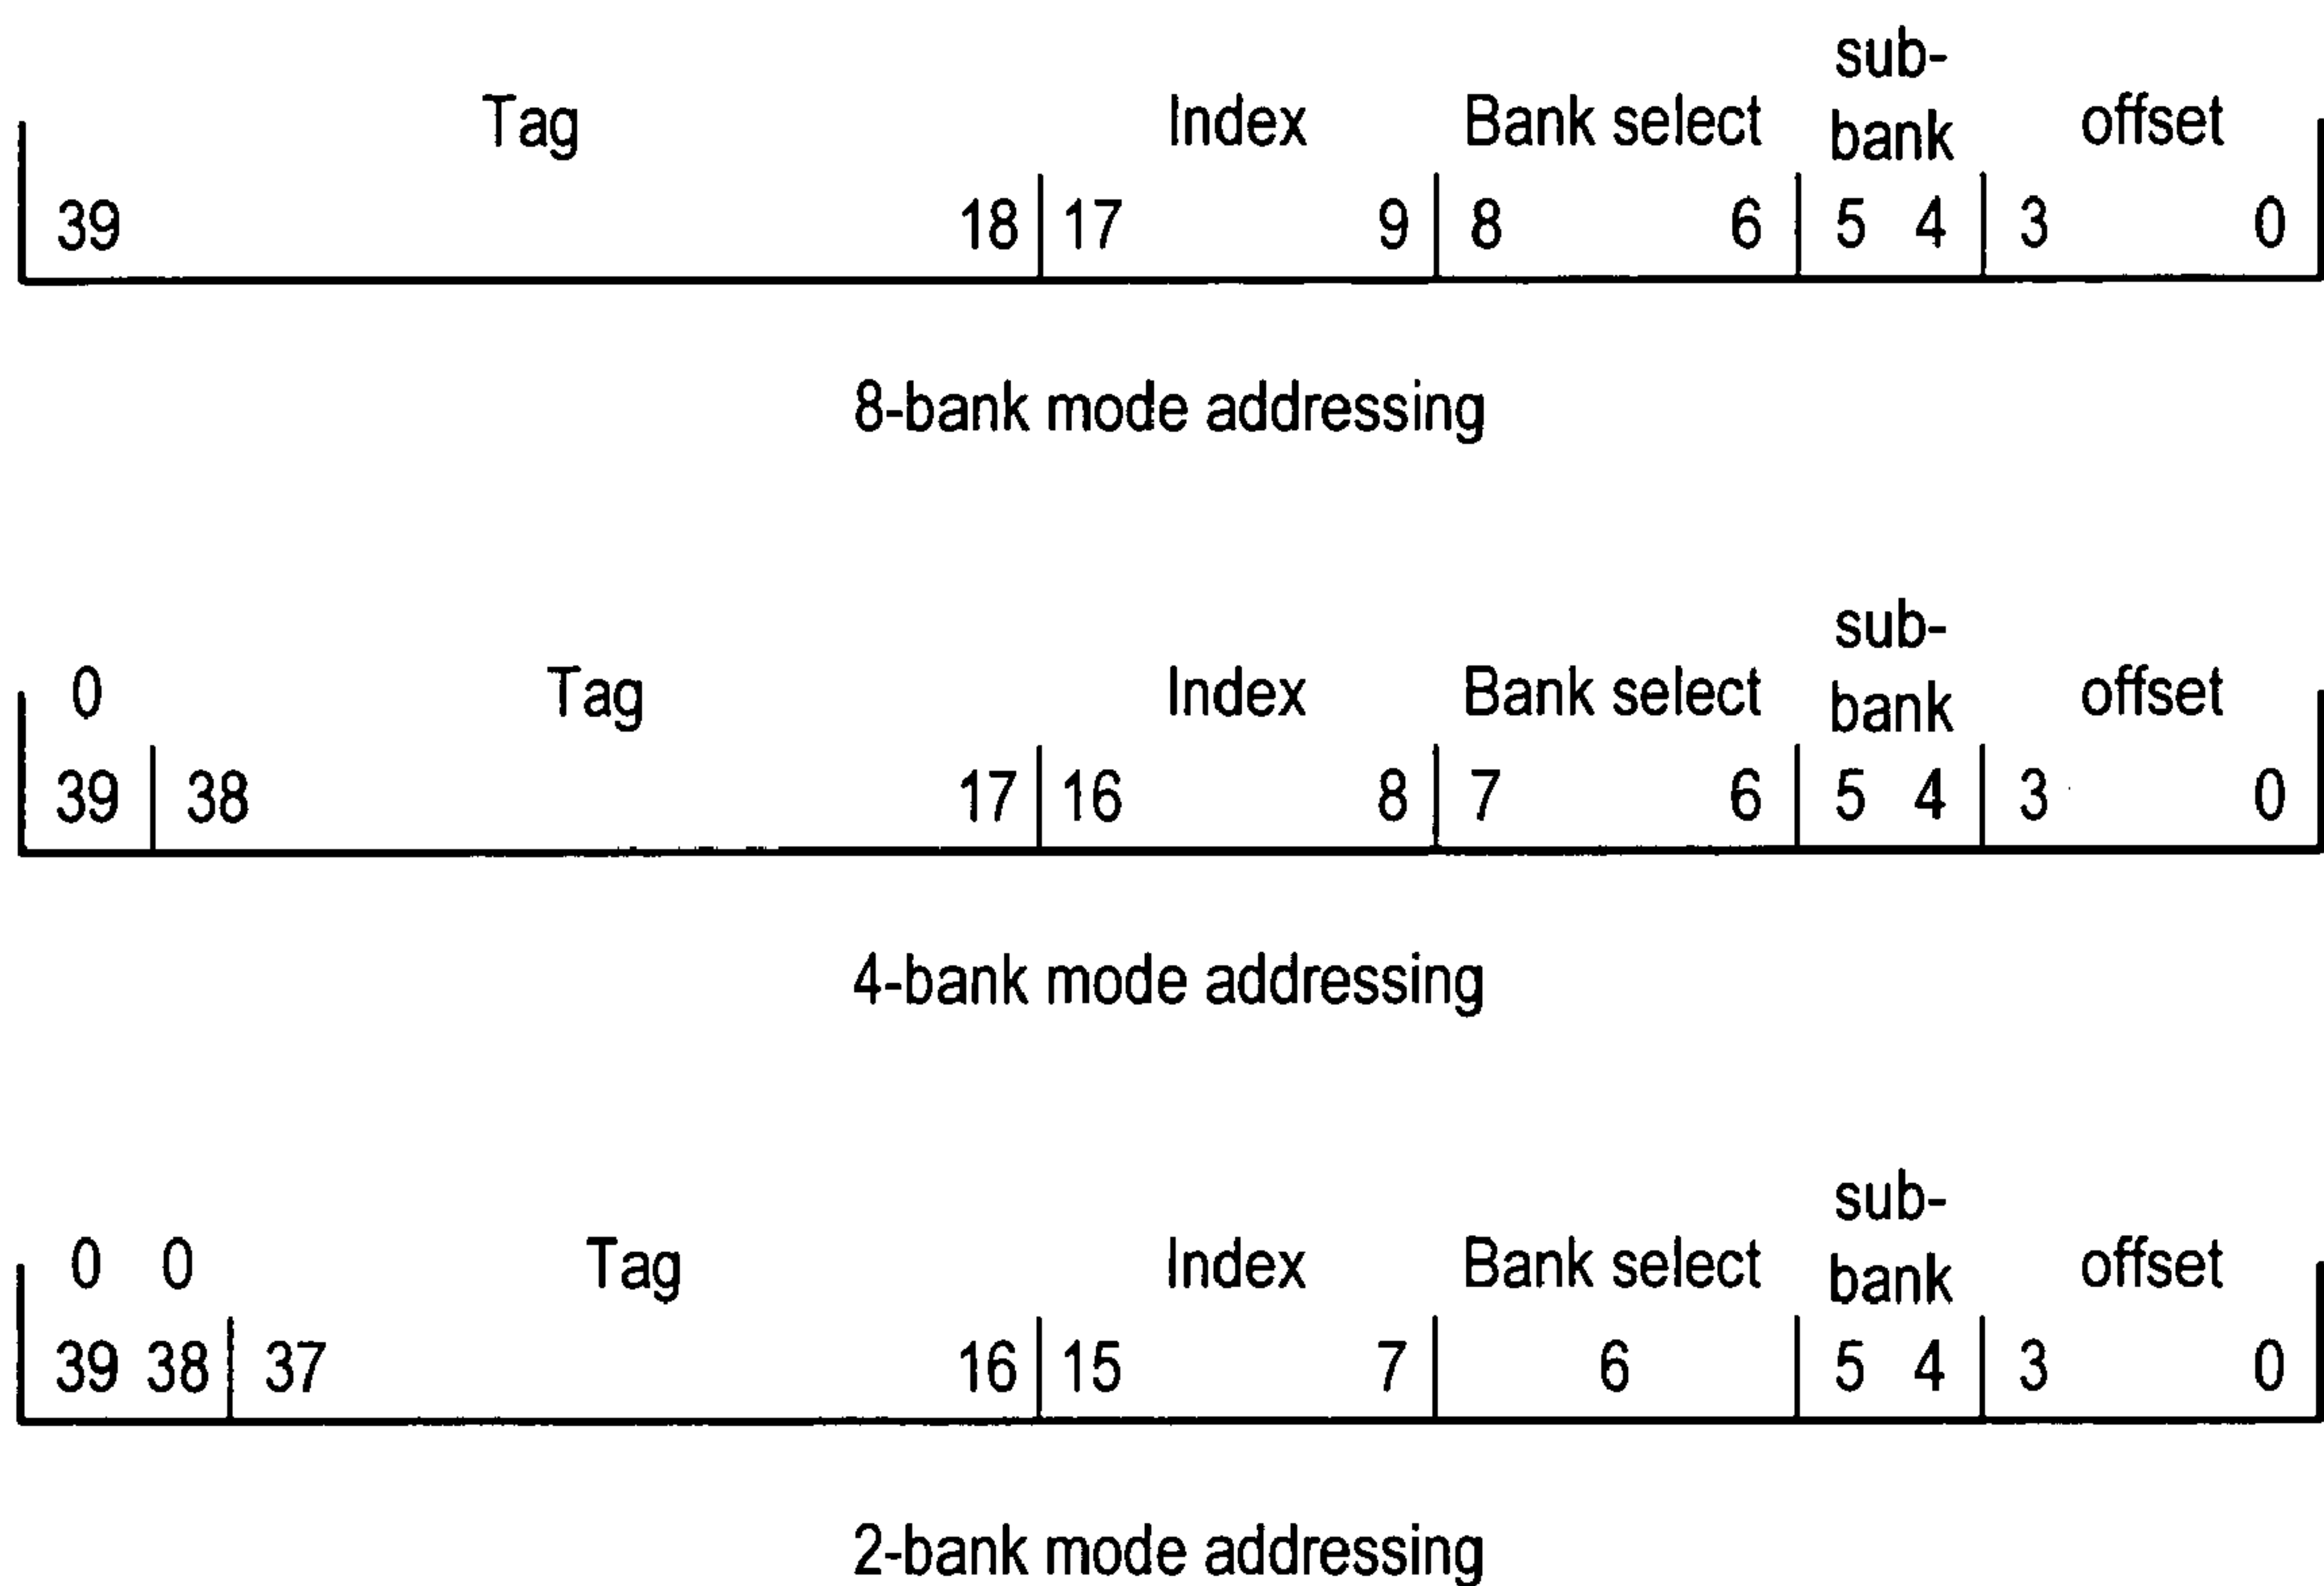 sub-
Tag Index Bank select bank offset
39 18 17 9 8 6 5 4 3 0
8-bank mode addressing
sub-
0 Tag Index Bank select bank offset
39 38 17 16 8 7 6 5 4 3 0
4-bank mode addressing
sub-
0 0 Tag Index Bank select bank offset
39 38 37 16 15 7 6 5 4 3 0
2-bank mode addressing